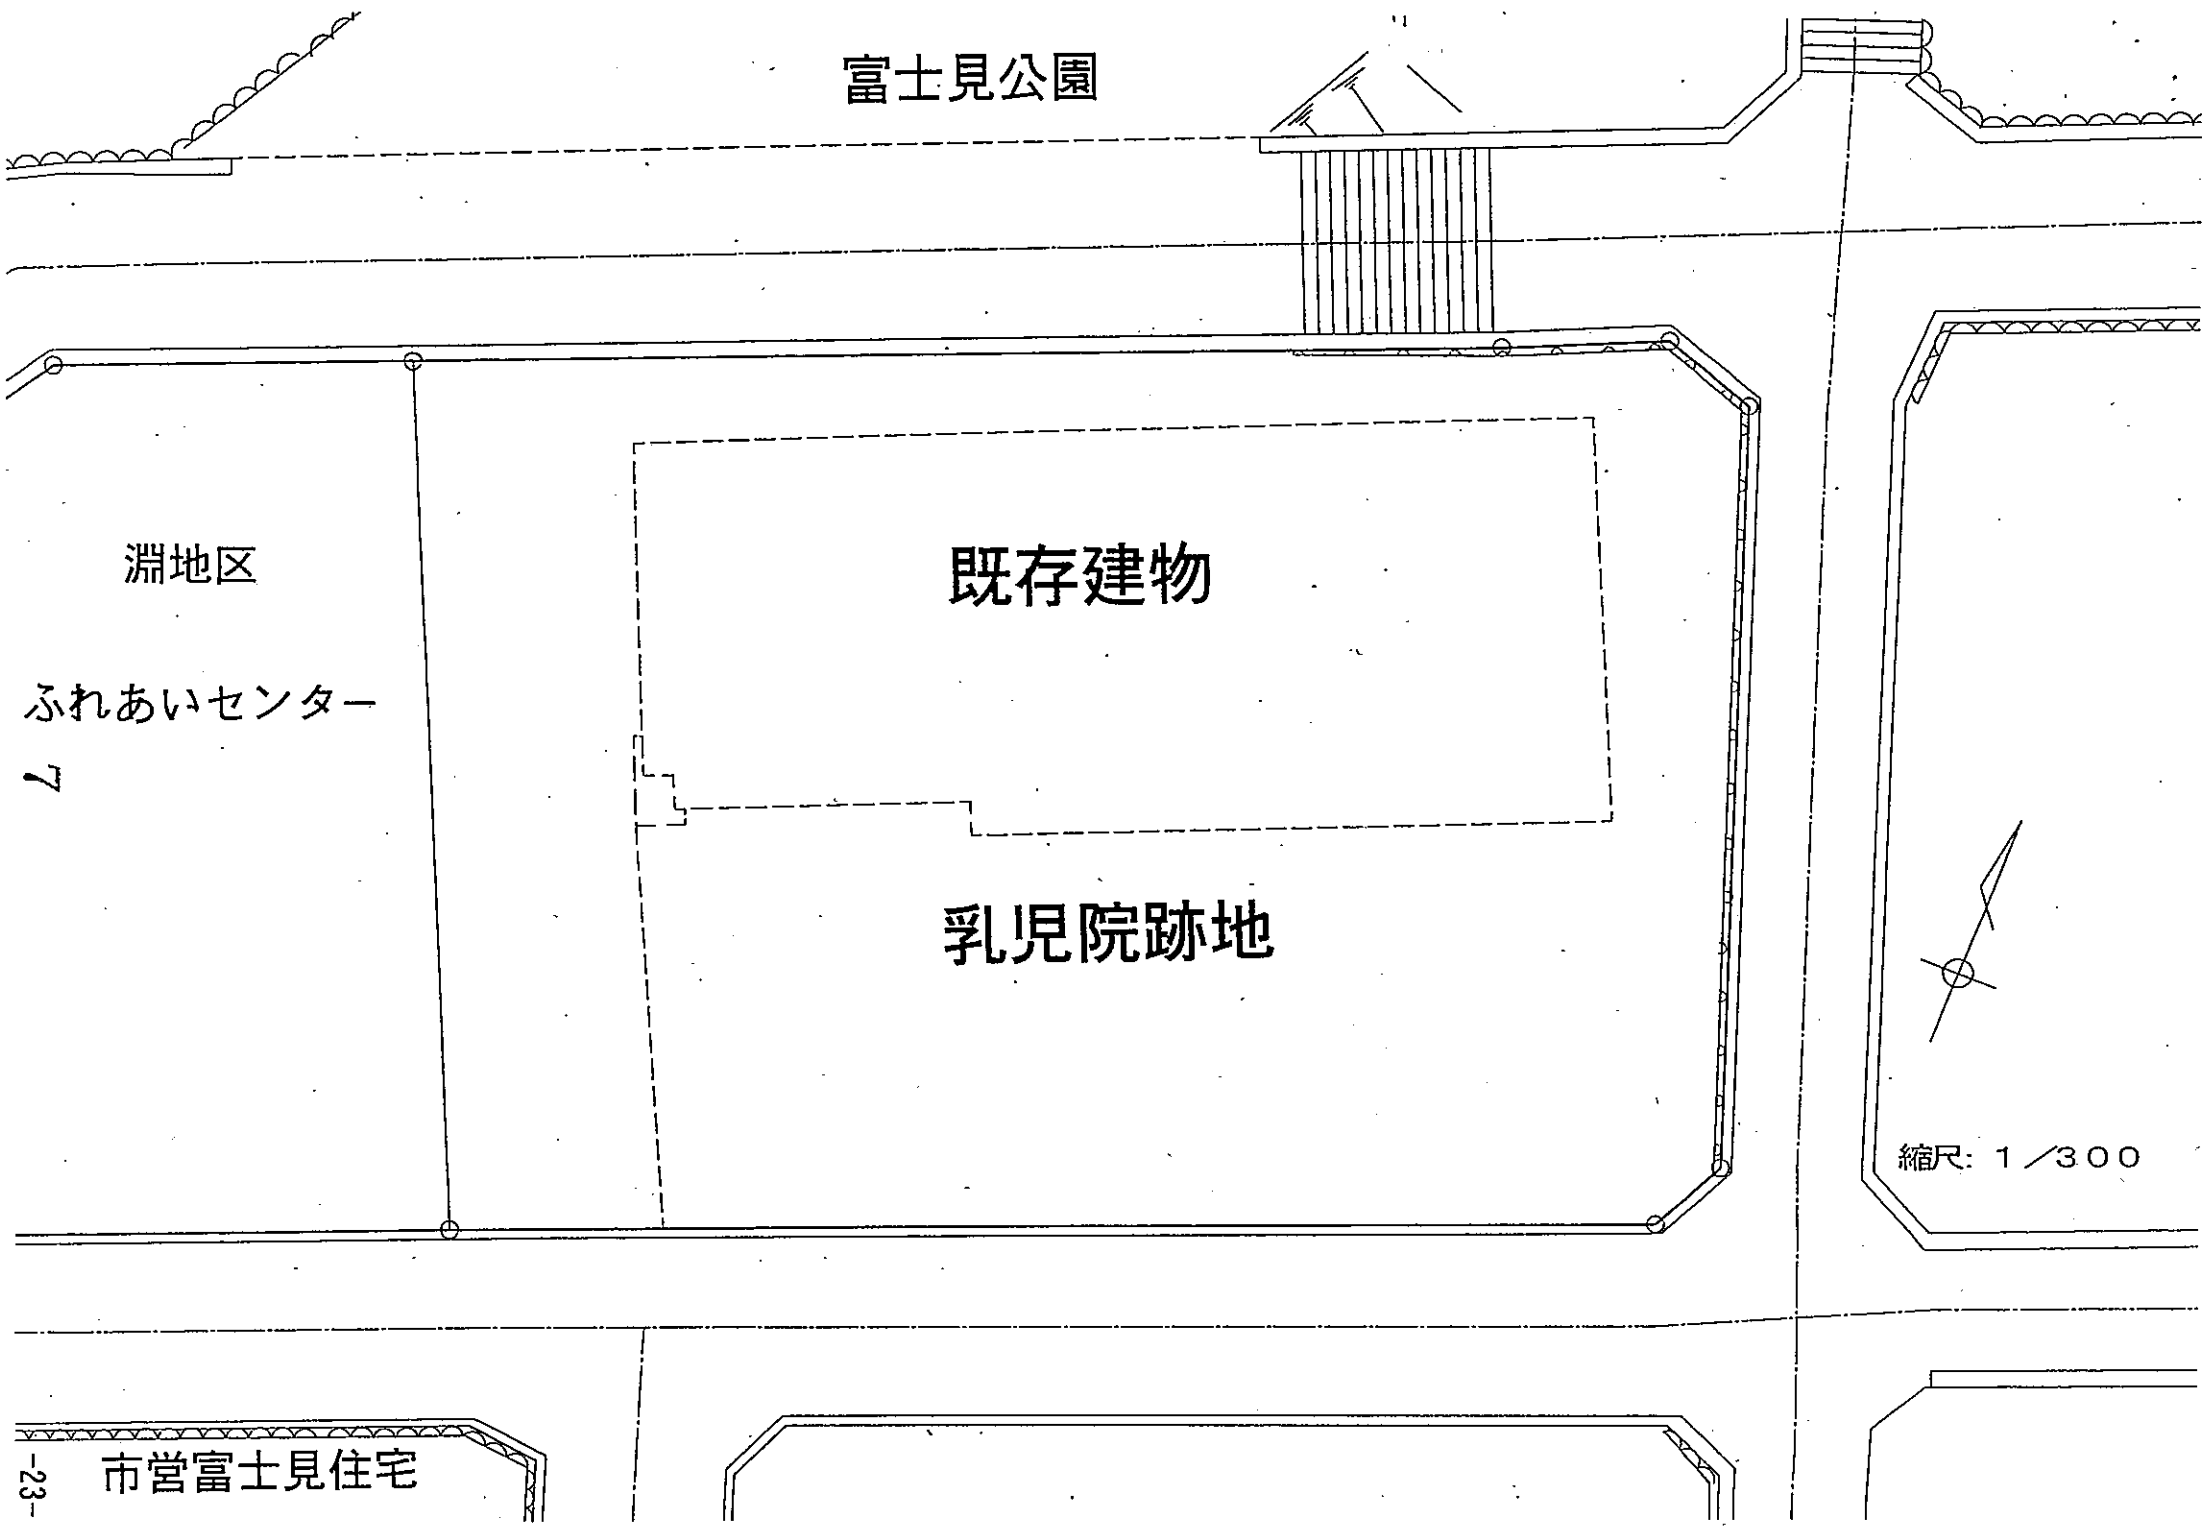 富士見公園
既存建物
淵地区
ふれあいセンター
7
乳児院跡地
縮尺: 1／300
市営富士見住宅
-23-